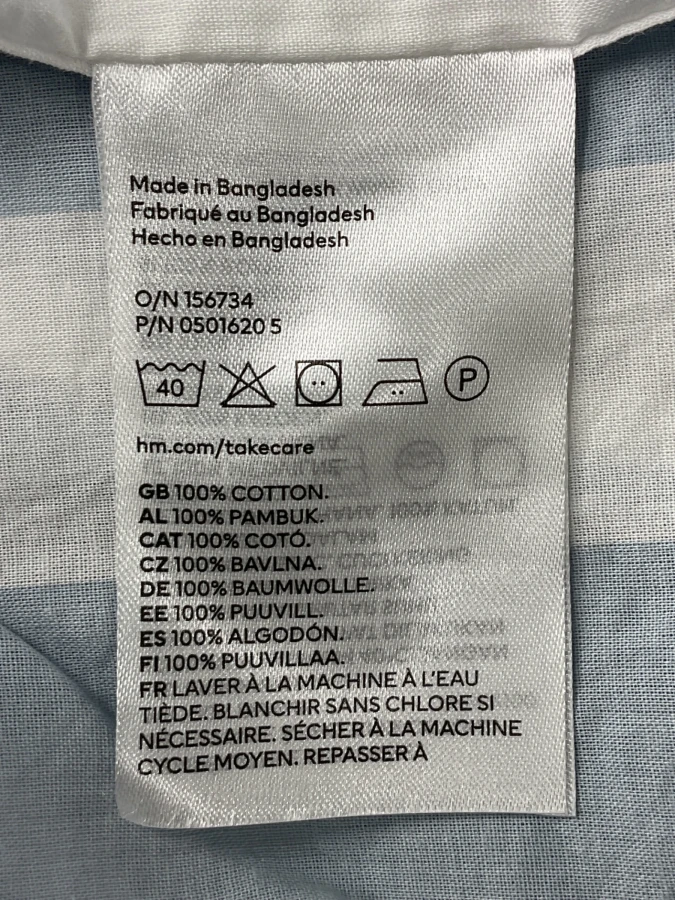 Made in Bangladesh
Fabriqué au Bangladesh
Hecho en Bangladesh
O/N 156734
P/N 0501620 5
40
P
hm.com/takecare
GB 100% COTTON.
AL 100% PAMBUK.
CAT 100% COTÓ.
CZ 100% BAVLNA.
DE 100% BAUMWOLLE.
EE 100% PUUVILL.
ES 100% ALGODÓN.
FI 100% PUUVILLAA.
FR LAVER À LA MACHINE À L'EAU
TIÈDE. BLANCHIR SANS CHLORE SI
NÉCESSAIRE. SÉCHER À LA MACHINE
CYCLE MOYEN. REPASSER À